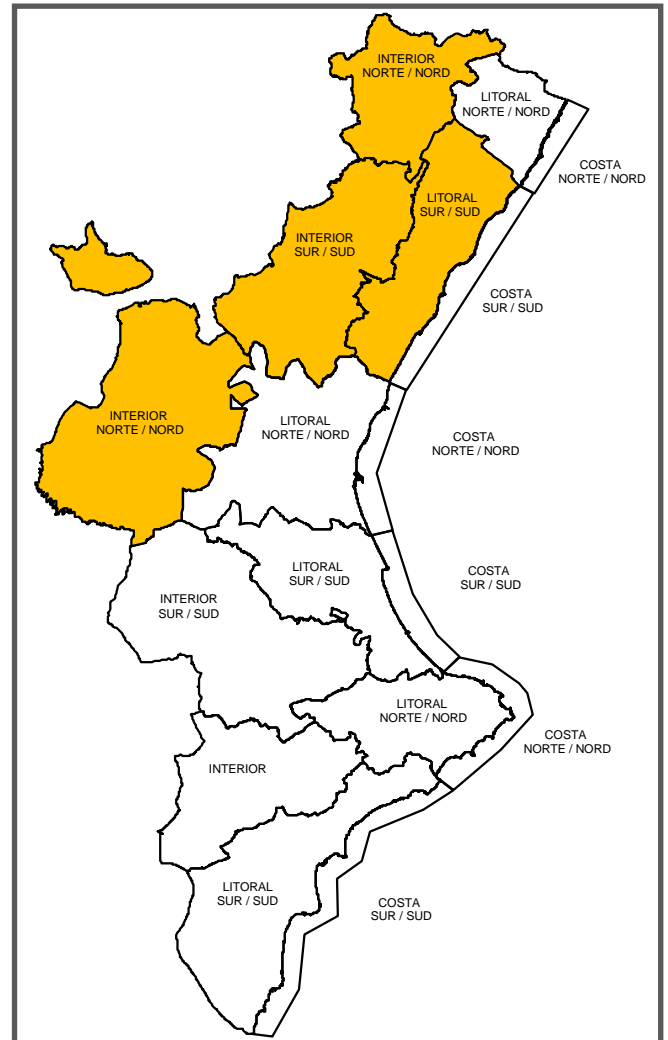 INTERIOR
NORTE / NORD
LITORAL
NORTE / NORD
COSTA
NORTE / NORD
LITORAL
SUR / SUD
INTERIOR
SUR / SUD
COSTA
SUR / SUD
INTERIOR
NORTE / NORD
LITORAL
NORTE / NORD
COSTA
NORTE / NORD
LITORAL
SUR / SUD
COSTA
SUR / SUD
INTERIOR
SUR / SUD
LITORAL
NORTE / NORD
COSTA
NORTE / NORD
INTERIOR
LITORAL
SUR / SUD
COSTA
SUR / SUD